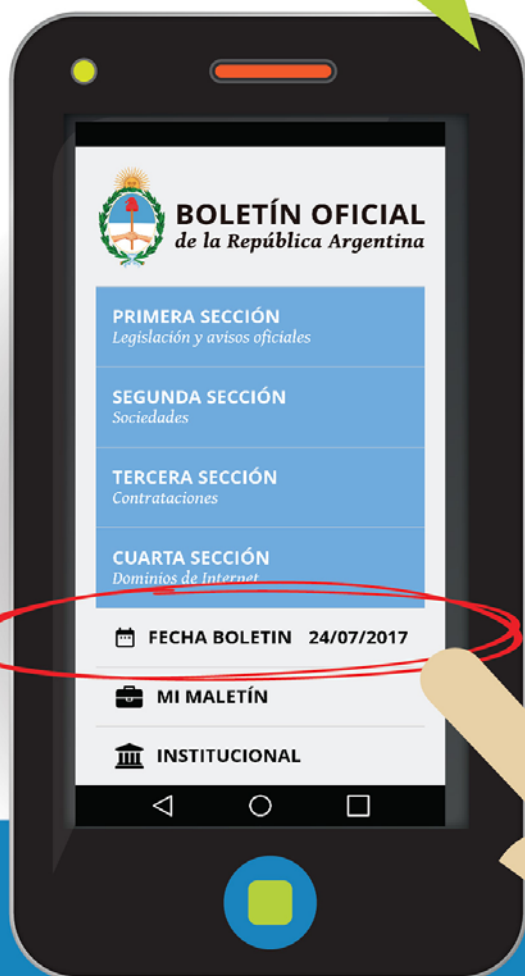 BOLETÍN OFICIAL
de la República Argentina
PRIMERA SECCIÓN
Legislación y avisos oficiales
SEGUNDA SECCIÓN
Sociedades
TERCERA SECCIÓN
Contrataciones
CUARTA SECCIÓN
Dominios de Internet
FECHA BOLETIN 24/07/2017
MI MALETÍN
INSTITUCIONAL